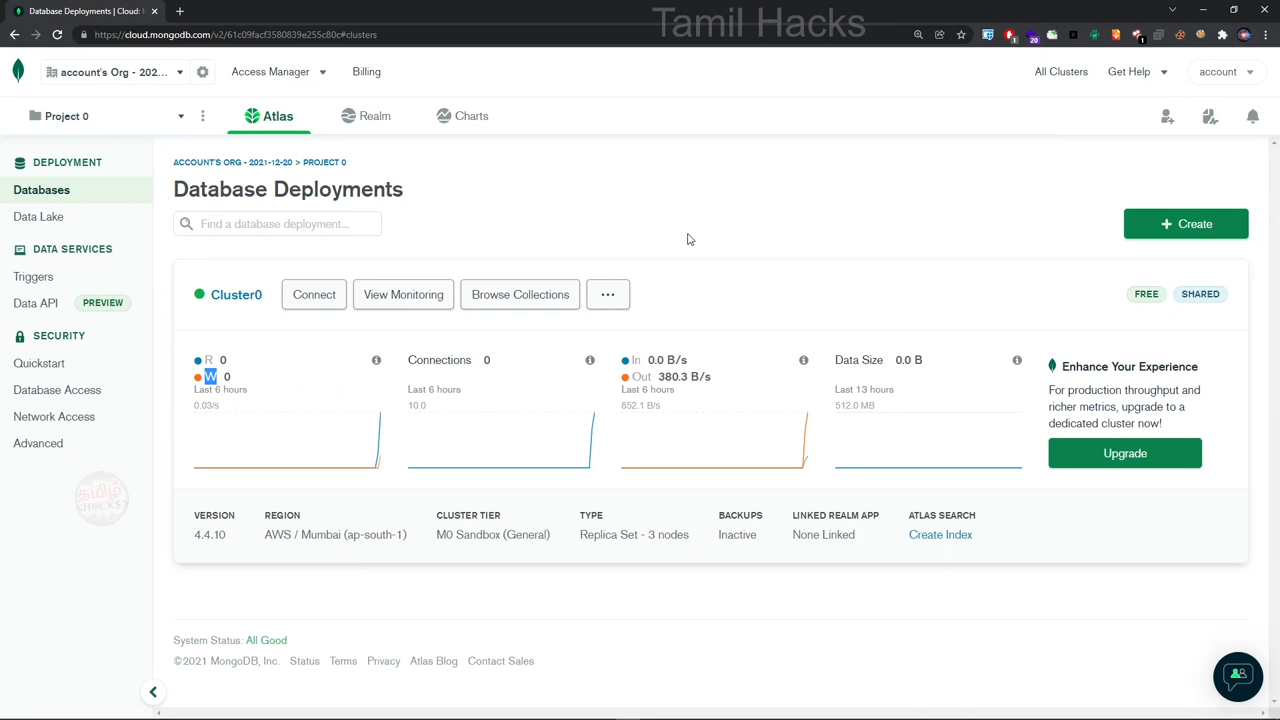 Database Deployments | Cloud: M
Tamil Hacks
https://cloud.mongodb.com/v2/61c09facf3580839e255c80c#clusters
1 20 1
account's Org - 202... Access Manager Billing All Clusters Get Help account
Project 0 Atlas Realm Charts
DEPLOYMENT
Databases
Data Lake
DATA SERVICES
Triggers
Data API PREVIEW
SECURITY
Quickstart
Database Access
Network Access
Advanced
தமிழ்
HACKS
ACCOUNT'S ORG - 2021-12-20 > PROJECT 0
Database Deployments
Find a database deployment...
+ Create
Cluster0 Connect View Monitoring Browse Collections ... FREE SHARED
R 0
W 0
Last 6 hours
0.03/s
Connections 0
Last 6 hours
10.0
In 0.0 B/s
Out 380.3 B/s
Last 6 hours
852.1 B/s
Data Size 0.0 B
Last 13 hours
512.0 MB
Enhance Your Experience
For production throughput and
richer metrics, upgrade to a
dedicated cluster now!
Upgrade
VERSION REGION CLUSTER TIER TYPE BACKUPS LINKED REALM APP ATLAS SEARCH
4.4.10 AWS / Mumbai (ap-south-1) M0 Sandbox (General) Replica Set - 3 nodes Inactive None Linked Create Index
System Status: All Good
©2021 MongoDB, Inc. Status Terms Privacy Atlas Blog Contact Sales